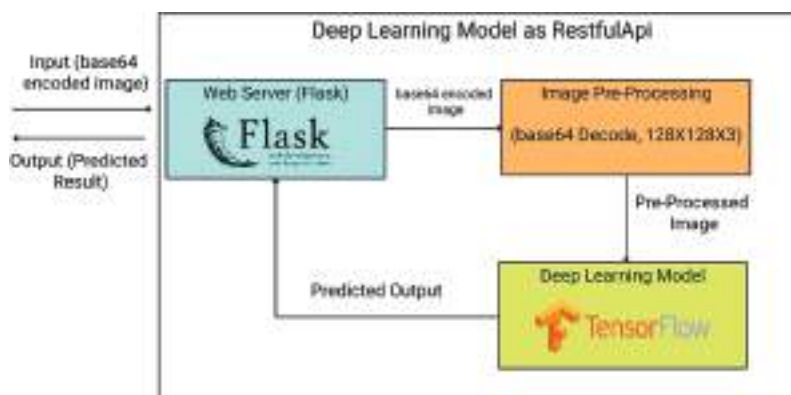 Deep Learning Model as RestfulApi
Input (base64
encoded image)
Output (Predicted
Result)
Web Server (Flask)
Flask
base64 encoded
image
Image Pre-Processing
(base64 Decode, 128X128X3)
Pre-Processed
Image
Deep Learning Model
TensorFlow
Predicted Output